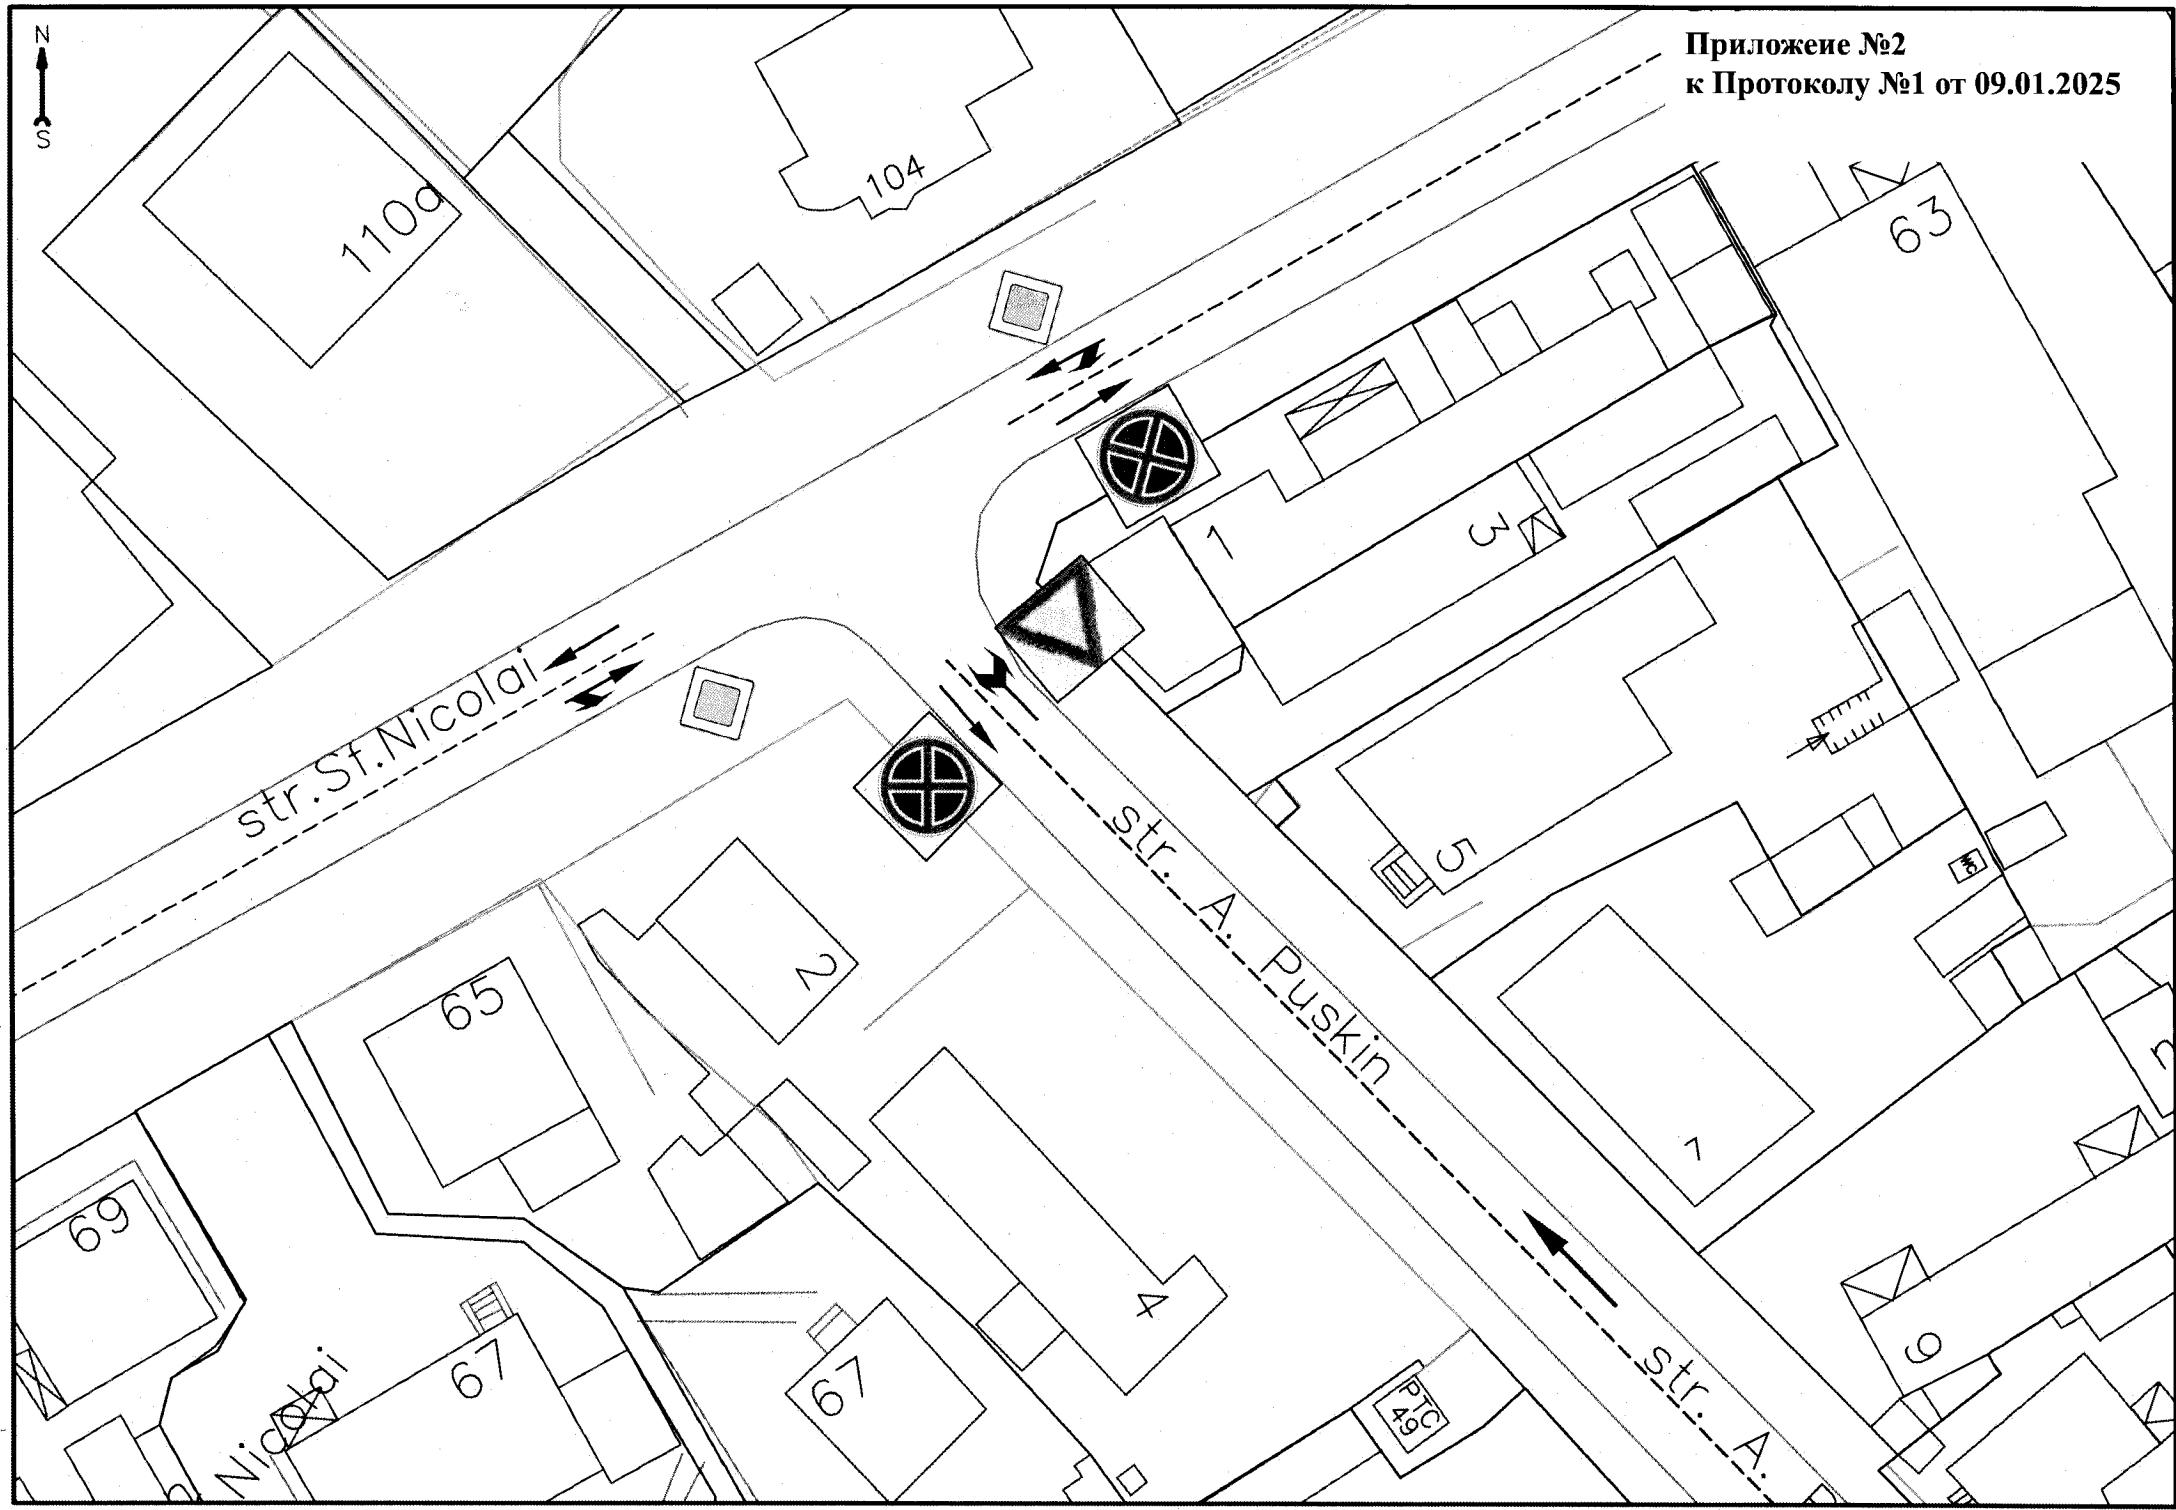 Приложеие №2
к Протоколу №1 от 09.01.2025
N
S
110a
104
63
1
3
str.Sf.Nicolai
str. A. Puskin
5
WC
2
65
7
69
4
9
67
67
PTC
49
Nicolai
str. A.